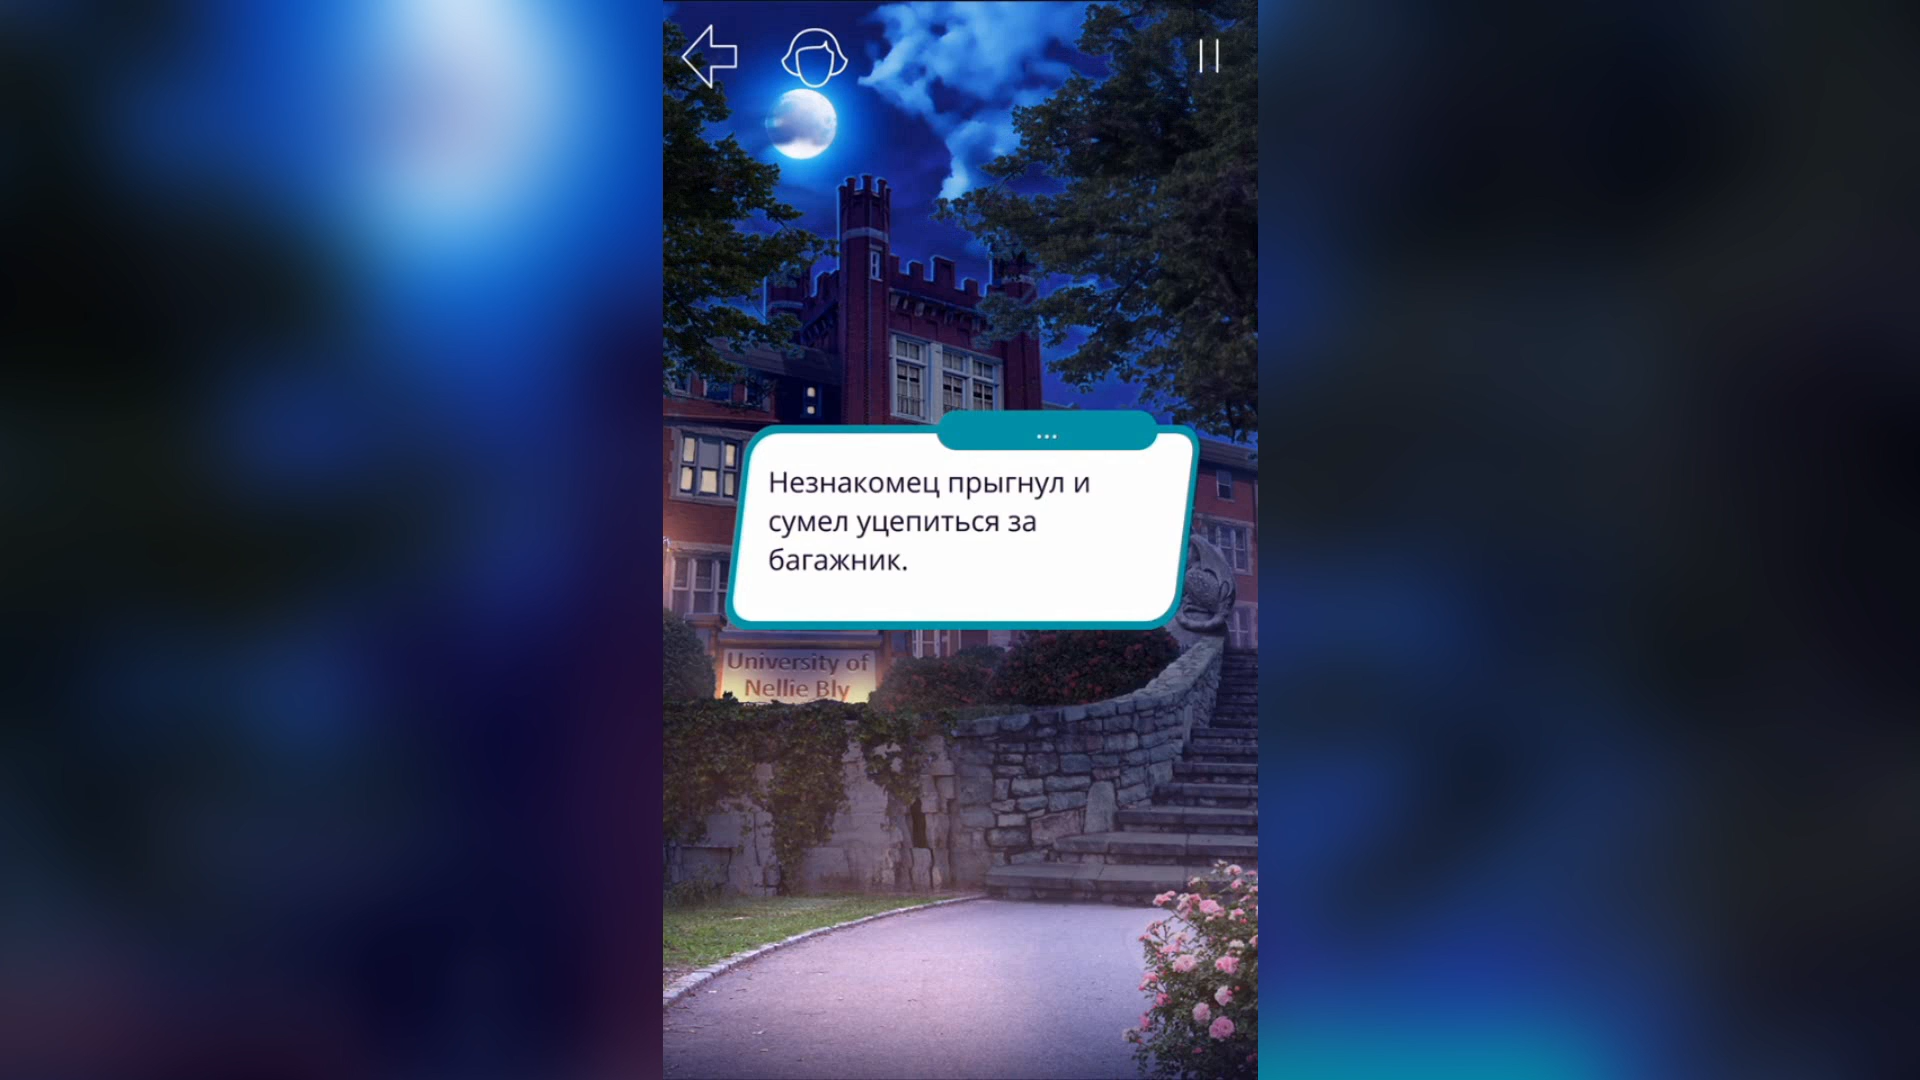 ...
Незнакомец прыгнул и
сумел уцепиться за
багажник.
University of
Nellie Bly